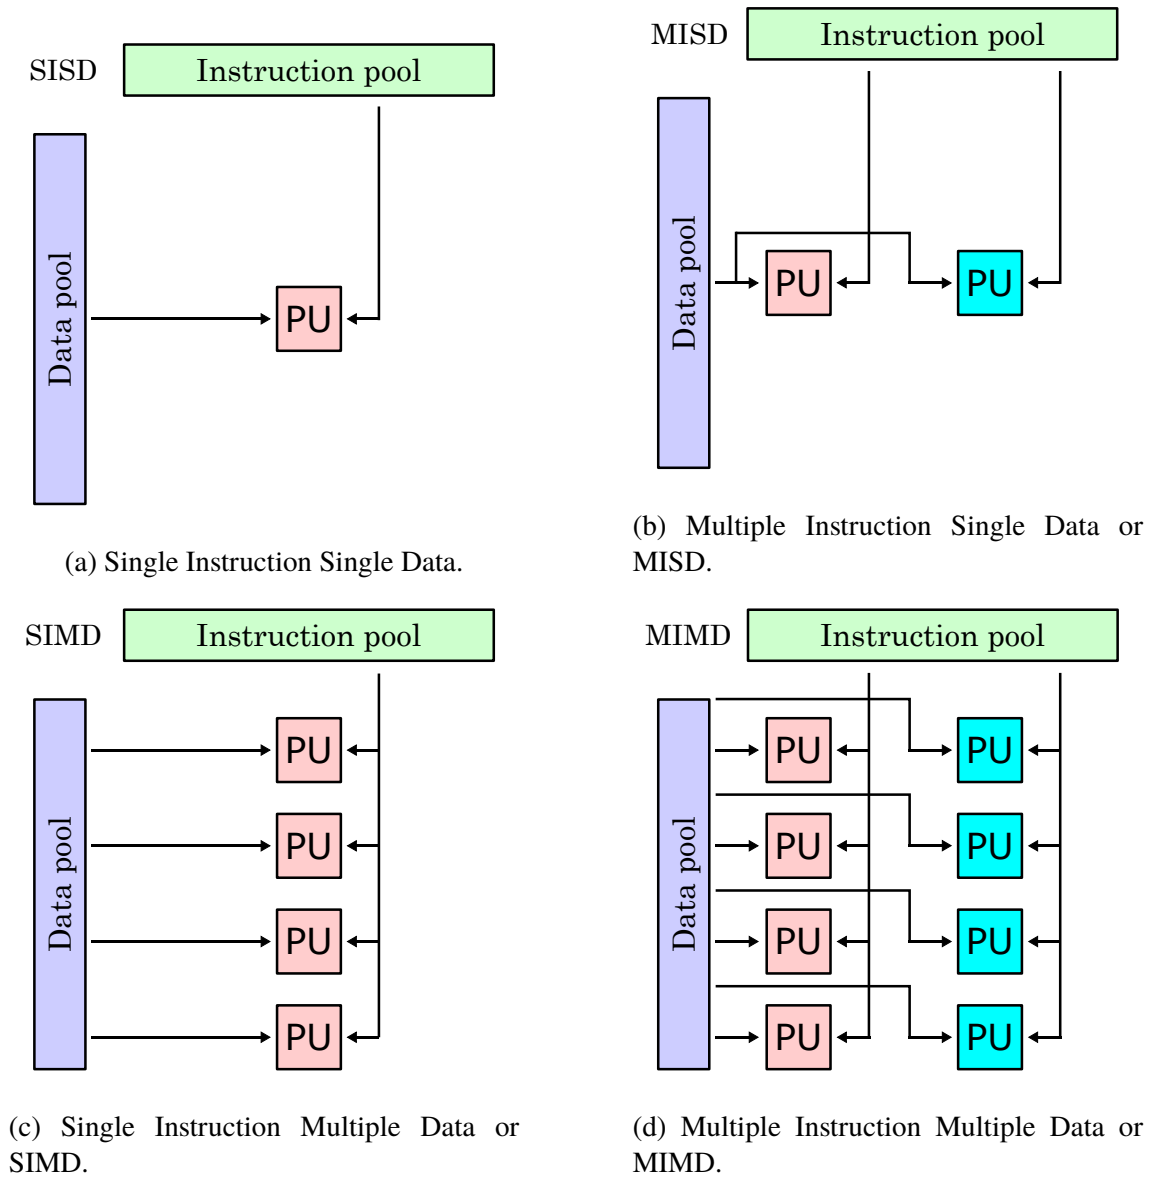 SISD
Instruction pool
Data pool
PU
(a) Single Instruction Single Data.
MISD
Instruction pool
Data pool
PU
PU
(b) Multiple Instruction Single Data or
MISD.
SIMD
Instruction pool
Data pool
PU
PU
PU
PU
(c) Single Instruction Multiple Data or
SIMD.
MIMD
Instruction pool
Data pool
PU
PU
PU
PU
PU
PU
PU
PU
(d) Multiple Instruction Multiple Data or
MIMD.